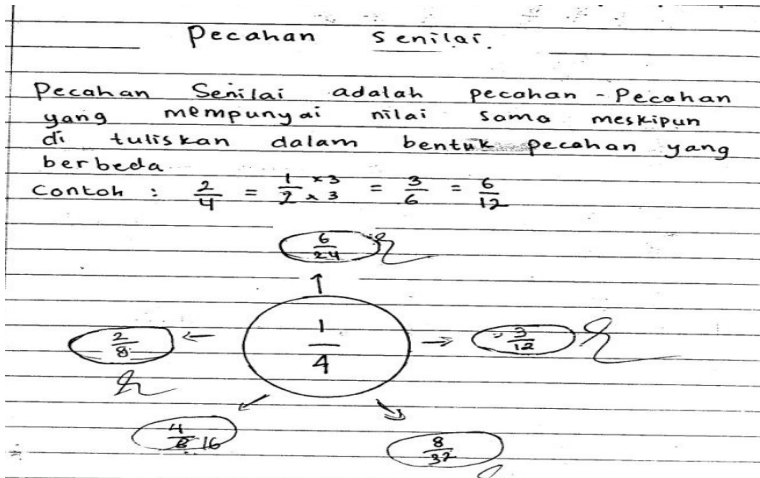 Pecahan Senilai.
Pecahan Senilai adalah pecahan - Pecahan
yang mempunyai nilai sama meskipun
di tuliskan dalam bentuk pecahan yang
berbeda
Contoh : 2/4 = 1/2 x 3/x 3 = 3/6 = 6/12
6/24
2/8
1/4
3/12
4/16
8/32